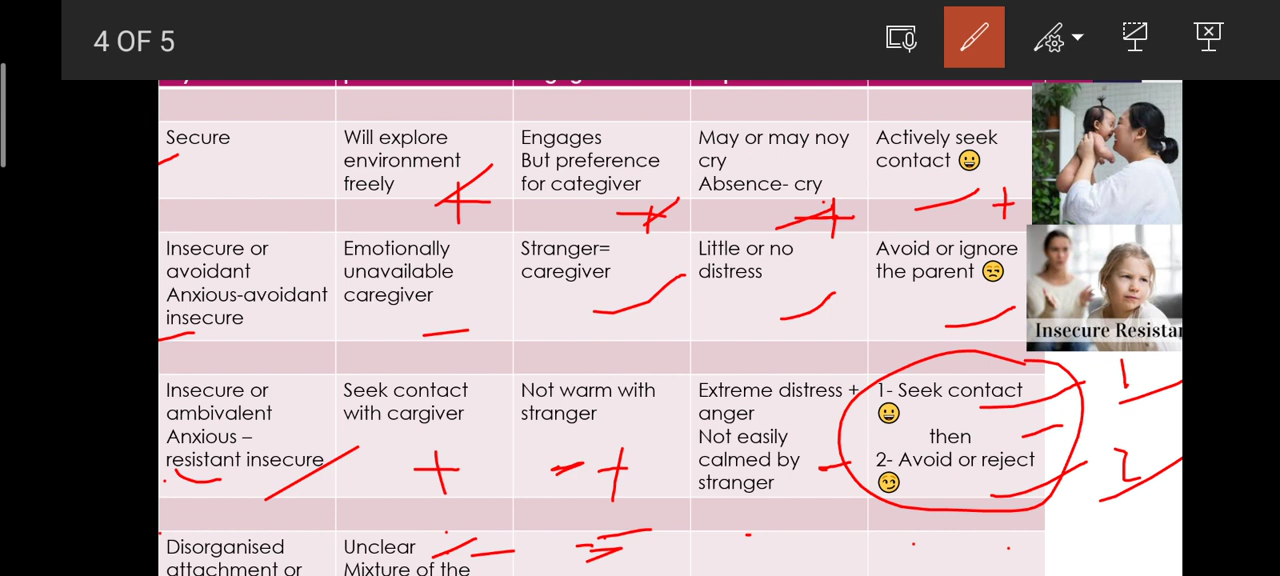 4 OF 5
Secure
Will explore
environment
freely
Engages
But preference
for categiver
May or may noy
cry
Absence- cry
Actively seek
contact 😀
Insecure or
avoidant
Anxious-avoidant
insecure
Emotionally
unavailable
caregiver
Stranger=
caregiver
Little or no
distress
Avoid or ignore
the parent 😒
Insecure Resista
Insecure or
ambivalent
Anxious –
resistant insecure
Seek contact
with cargiver
Not warm with
stranger
Extreme distress +
anger
Not easily
calmed by
stranger
1- Seek contact
😀
then
2- Avoid or reject
😏
1
2
Disorganised
attachment or
Unclear
Mixture of the